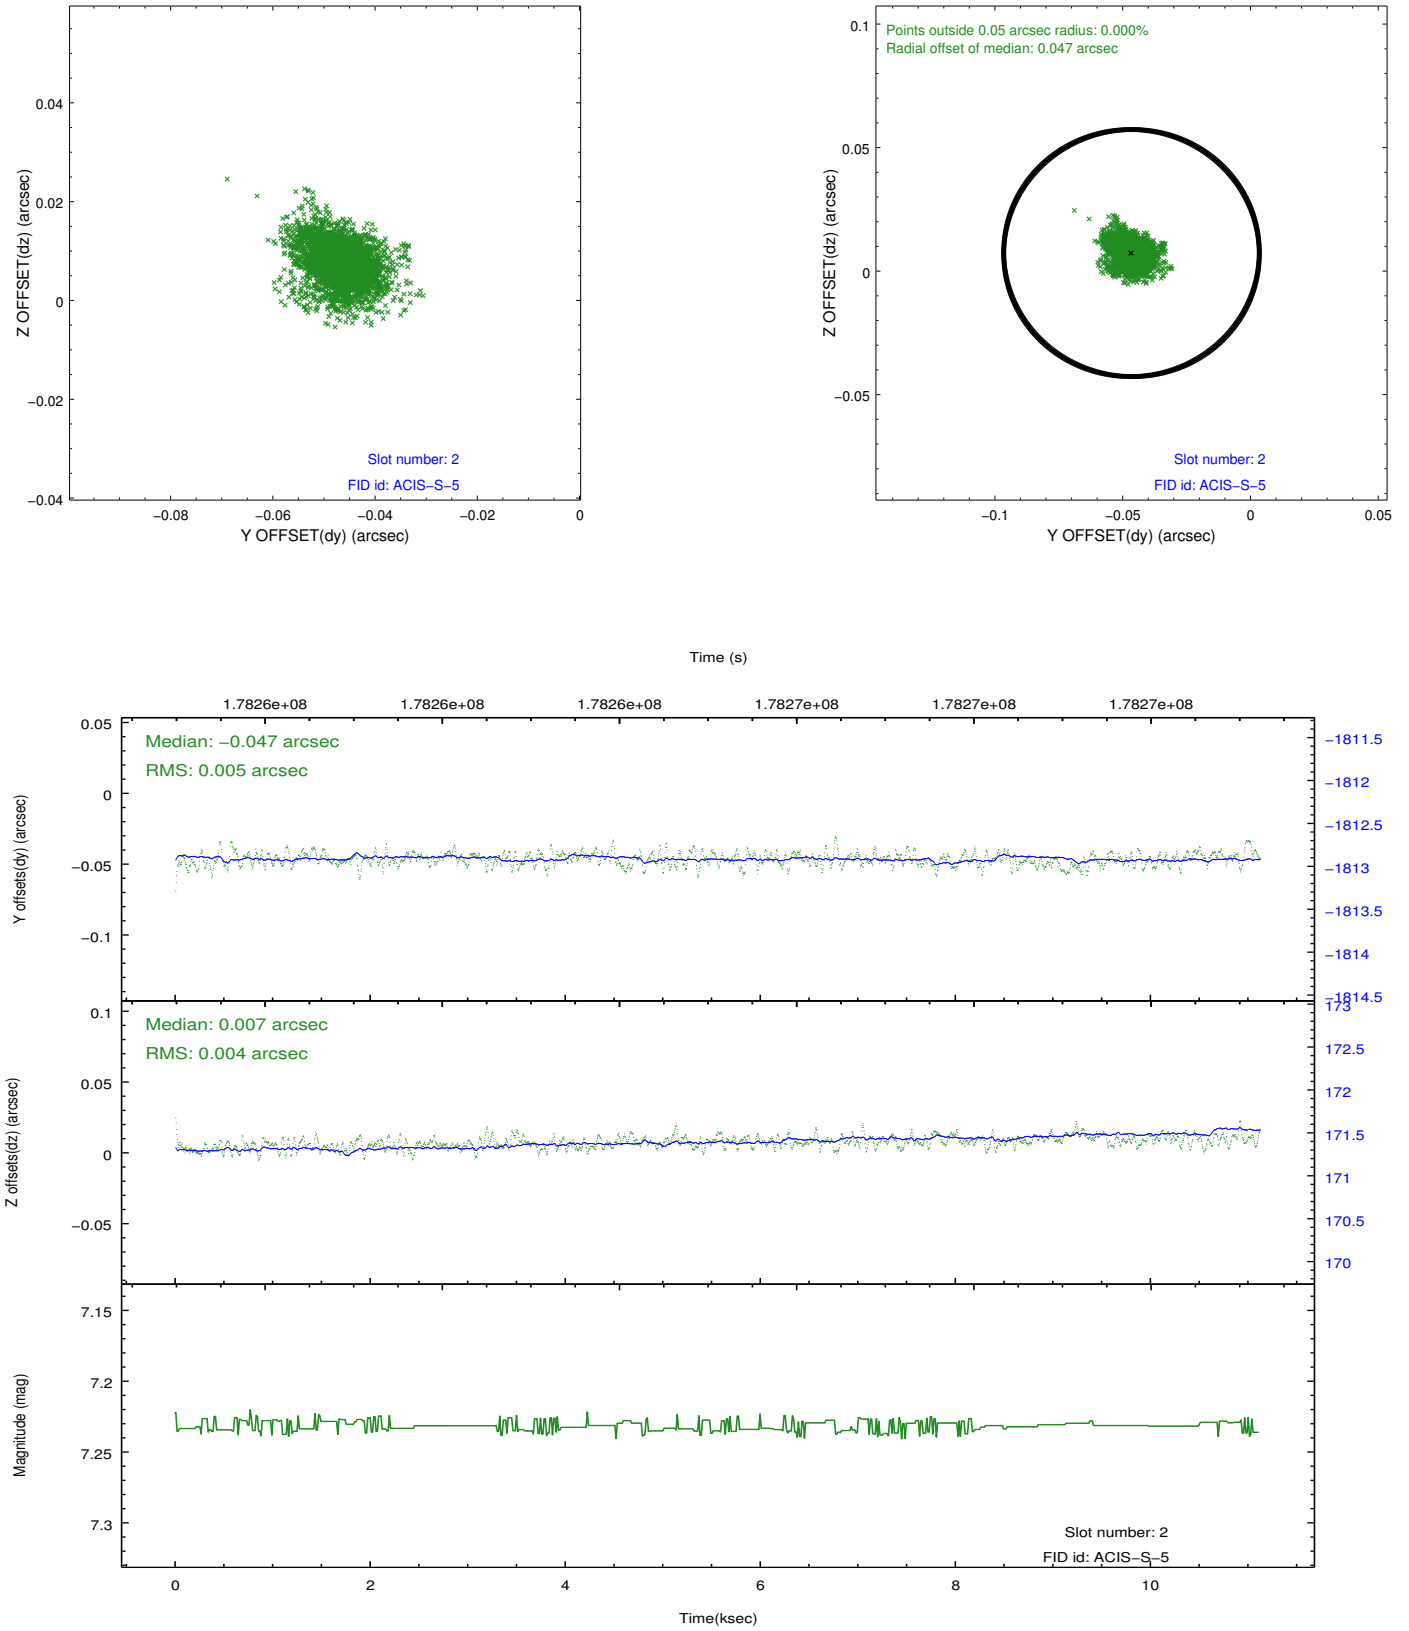 0.04
0.02
0
−0.02
−0.04
Z OFFSET(dz) (arcsec)
Slot number: 2
FID id: ACIS−S−5
−0.08 −0.06 −0.04 −0.02 0
Y OFFSET(dy) (arcsec)
Points outside 0.05 arcsec radius: 0.000%
Radial offset of median: 0.047 arcsec
0.1
0.05
0
−0.05
Z OFFSET(dz) (arcsec)
Slot number: 2
FID id: ACIS−S−5
−0.1 −0.05 0 0.05
Y OFFSET(dy) (arcsec)
Time (s)
1.7826e+08 1.7826e+08 1.7826e+08 1.7827e+08 1.7827e+08 1.7827e+08
Median: −0.047 arcsec
RMS: 0.005 arcsec
0.05
0
−0.05
−0.1
Y offsets(dy) (arcsec)
−1811.5
−1812
−1812.5
−1813
−1813.5
−1814
−1814.5
Median: 0.007 arcsec
RMS: 0.004 arcsec
0.1
0.05
0
−0.05
Z offsets(dz) (arcsec)
173
172.5
172
171.5
171
170.5
170
7.15
7.2
7.25
7.3
Magnitude (mag)
Slot number: 2
FID id: ACIS−S−5
0 2 4 6 8 10
Time(ksec)